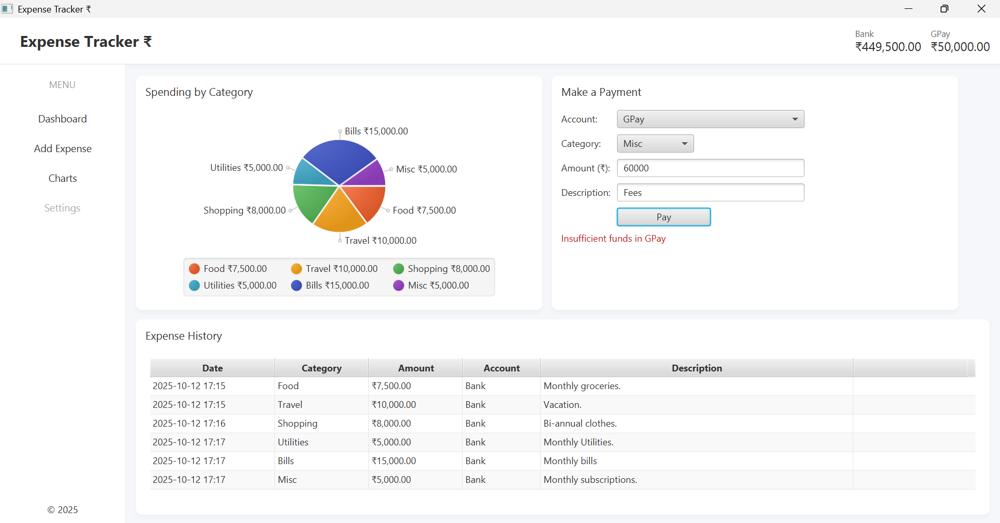 Expense Tracker ₹
Expense Tracker ₹
Bank
₹449,500.00
GPay
₹50,000.00
MENU
Dashboard
Add Expense
Charts
Settings
© 2025
Spending by Category
Bills ₹15,000.00
Utilities ₹5,000.00
Misc ₹5,000.00
Shopping ₹8,000.00
Food ₹7,500.00
Travel ₹10,000.00
Food ₹7,500.00 Travel ₹10,000.00 Shopping ₹8,000.00
Utilities ₹5,000.00 Bills ₹15,000.00 Misc ₹5,000.00
Make a Payment
Account: GPay
Category: Misc
Amount (₹): 60000
Description: Fees
Pay
Insufficient funds in GPay
Expense History
Date Category Amount Account Description
2025-10-12 17:15 Food ₹7,500.00 Bank Monthly groceries.
2025-10-12 17:15 Travel ₹10,000.00 Bank Vacation.
2025-10-12 17:16 Shopping ₹8,000.00 Bank Bi-annual clothes.
2025-10-12 17:17 Utilities ₹5,000.00 Bank Monthly Utilities.
2025-10-12 17:17 Bills ₹15,000.00 Bank Monthly bills
2025-10-12 17:17 Misc ₹5,000.00 Bank Monthly subscriptions.